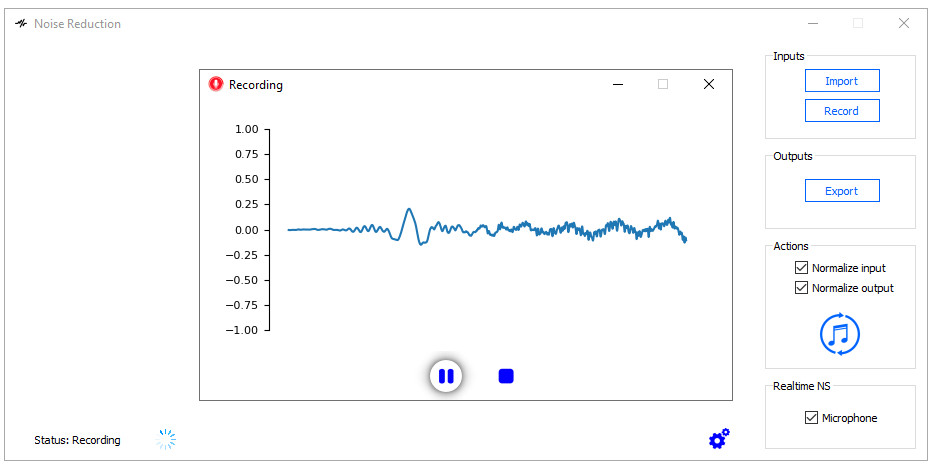 Noise Reduction
Recording
1.00
0.75
0.50
0.25
0.00
−0.25
−0.50
−0.75
−1.00
Status: Recording
Inputs
Import
Record
Outputs
Export
Actions
Normalize input
Normalize output
Realtime NS
Microphone